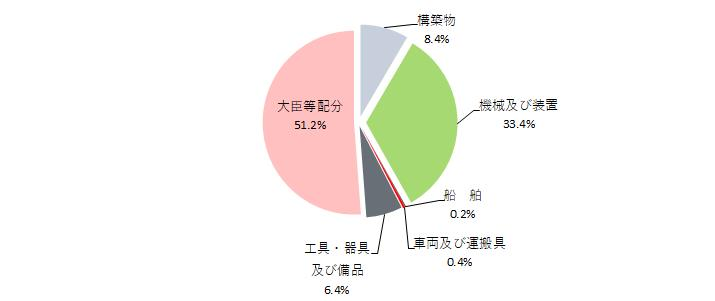 構築物
8.4%
大臣等配分
51.2%
機械及び装置
33.4%
船　舶
0.2%
車両及び運搬具
0.4%
工具・器具
及び備品
6.4%